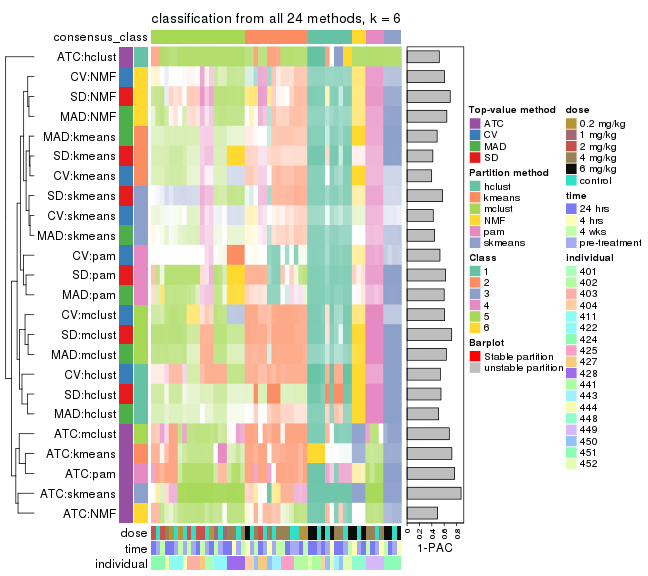 classification from all 24 methods, k = 6
consensus_class
ATC:hclust
CV:NMF
SD:NMF
MAD:NMF
MAD:kmeans
SD:kmeans
CV:kmeans
SD:skmeans
CV:skmeans
MAD:skmeans
CV:pam
SD:pam
MAD:pam
CV:mclust
SD:mclust
MAD:mclust
CV:hclust
SD:hclust
MAD:hclust
ATC:mclust
ATC:kmeans
ATC:pam
ATC:skmeans
ATC:NMF
dose
time
individual
0 0.2 0.4 0.6 0.8
1-PAC
Top-value method
ATC
CV
MAD
SD
Partition method
hclust
kmeans
mclust
NMF
pam
skmeans
Class
1
2
3
4
5
6
Barplot
Stable partition
unstable partition
dose
0.2 mg/kg
1 mg/kg
2 mg/kg
4 mg/kg
6 mg/kg
control
time
24 hrs
4 hrs
4 wks
pre-treatment
individual
401
402
403
404
411
422
424
425
427
428
441
443
444
448
449
450
451
452